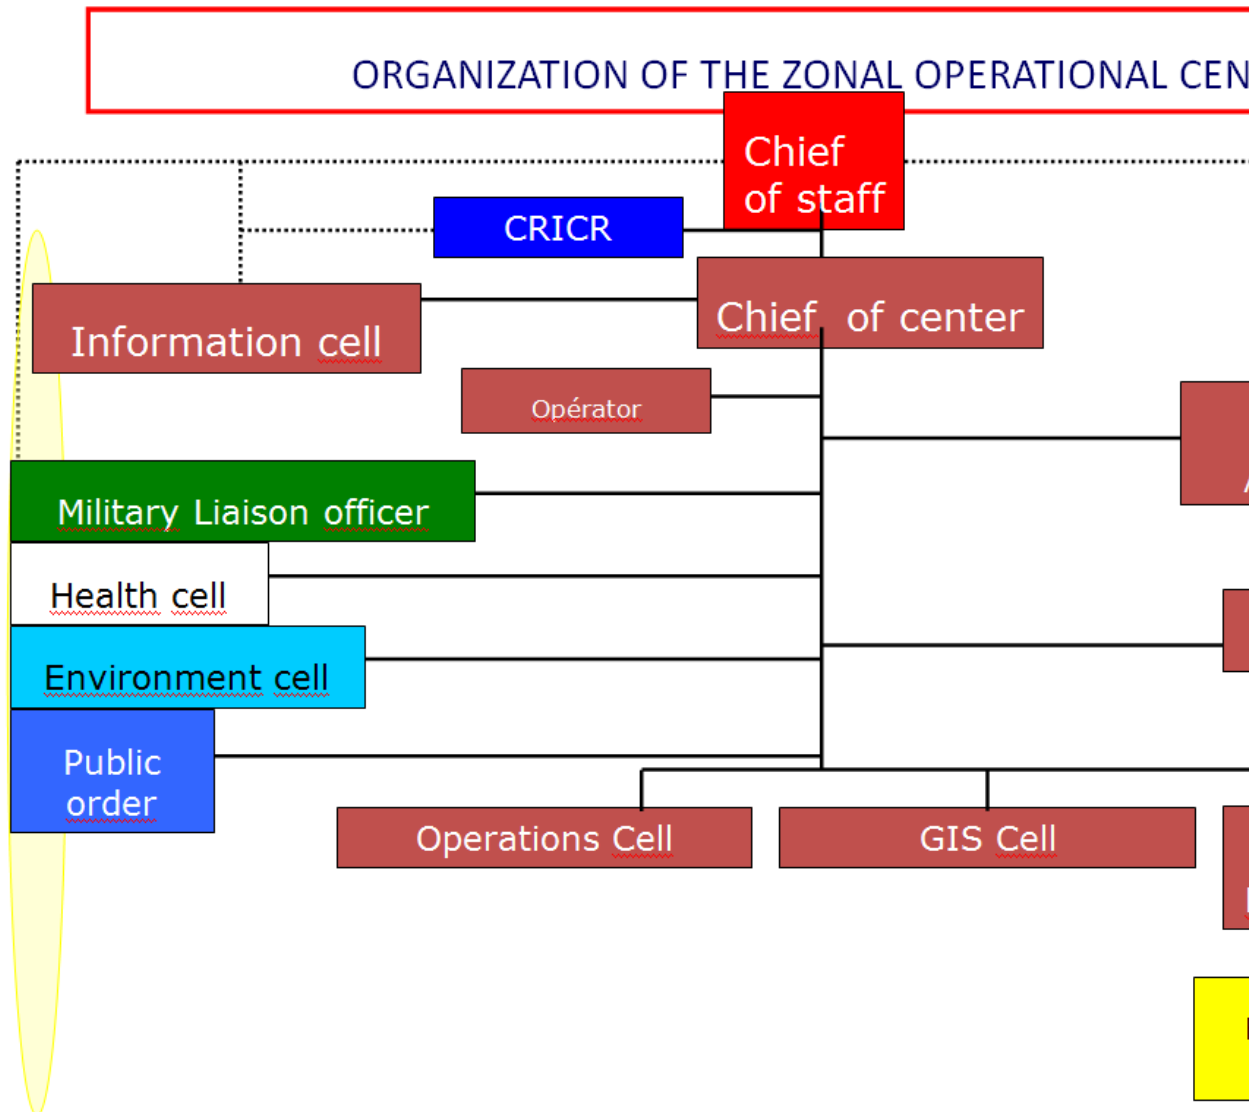 ORGANIZATION OF THE ZONAL OPERATIONAL CEN
Chief
of staff
CRICR
Chief of center
Information cell
Opérator
Military Liaison officer
Health cell
Environment cell
Public
order
Operations Cell
GIS Cell